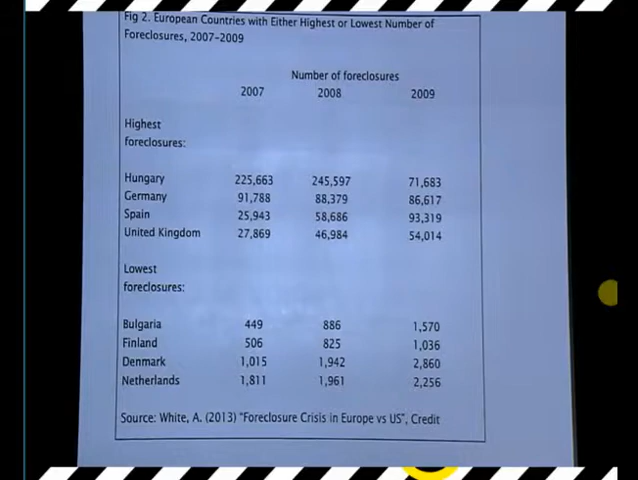 Fig 2. European Countries with Either Highest or Lowest Number of
Foreclosures, 2007-2009
Number of foreclosures
2007 2008 2009
Highest
foreclosures:
Hungary 225,663 245,597 71,683
Germany 91,788 88,379 86,617
Spain 25,943 58,686 93,319
United Kingdom 27,869 46,984 54,014
Lowest
foreclosures:
Bulgaria 449 886 1,570
Finland 506 825 1,036
Denmark 1,015 1,942 2,860
Netherlands 1,811 1,961 2,256
Source: White, A. (2013) "Foreclosure Crisis in Europe vs US", Credit